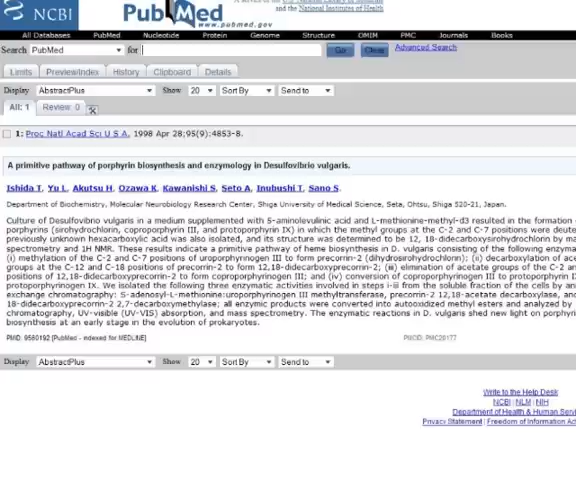 A service of the U.S. National Library of Medicine
and the National Institutes of Health
NCBI PubMed
www.pubmed.gov
All Databases PubMed Nucleotide Protein Genome Structure OMIM PMC Journals Books
Search PubMed for Go Clear Advanced Search
Limits Preview/Index History Clipboard Details
Display AbstractPlus Show 20 Sort By Send to
All: 1 Review: 0
1: Proc Natl Acad Sci U S A. 1998 Apr 28;95(9):4853-8.
A primitive pathway of porphyrin biosynthesis and enzymology in Desulfovibrio vulgaris.
Ishida T, Yu L, Akutsu H, Ozawa K, Kawanishi S, Seto A, Inubushi T, Sano S.
Department of Biochemistry, Molecular Neurobiology Research Center, Shiga University of Medical Science, Seta, Ohtsu, Shiga 520-21, Japan.
Culture of Desulfovibrio vulgaris in a medium supplemented with 5-aminolevulinic acid and L-methionine-methyl-d3 resulted in the formation
porphyrins (sirohydrochlorin, coproporphyrin III, and protoporphyrin IX) in which the methyl groups at the C-2 and C-7 positions were deute
previously unknown hexacarboxylic acid was also isolated, and its structure was determined to be 12, 18-didecarboxysirohydrochlorin by ma
spectrometry and 1H NMR. These results indicate a primitive pathway of heme biosynthesis in D. vulgaris consisting of the following enzyma
(i) methylation of the C-2 and C-7 positions of uroporphyrinogen III to form precorrin-2 (dihydrosirohydrochlorin); (ii) decarboxylation of ace
groups at the C-12 and C-18 positions of precorrin-2 to form 12,18-didecarboxyprecorrin-2; (iii) elimination of acetate groups of the C-2 an
positions of 12,18-didecarboxyprecorrin-2 to form coproporphyrinogen III; and (iv) conversion of coproporphyrinogen III to protoporphyrin I
protoporphyrinogen IX. We isolated the following three enzymatic activities involved in steps i-iii from the soluble fraction of the cells by ani
exchange chromatography: S-adenosyl-L-methionine:uroporphyrinogen III methyltransferase, precorrin-2 12,18-acetate decarboxylase, and
18-didecarboxyprecorrin-2 2,7-decarboxymethylase; all enzymic products were converted into autooxidized methyl esters and analyzed by
chromatography, UV-visible (UV-VIS) absorption, and mass spectrometry. The enzymatic reactions in D. vulgaris shed new light on porphyri
biosynthesis at an early stage in the evolution of prokaryotes.
PMID: 9560192 [PubMed - indexed for MEDLINE] PMCID: PMC20177
Display AbstractPlus Show 20 Sort By Send to
Write to the Help Desk
NCBI | NLM | NIH
Department of Health & Human Servi
Privacy Statement | Freedom of Information Act